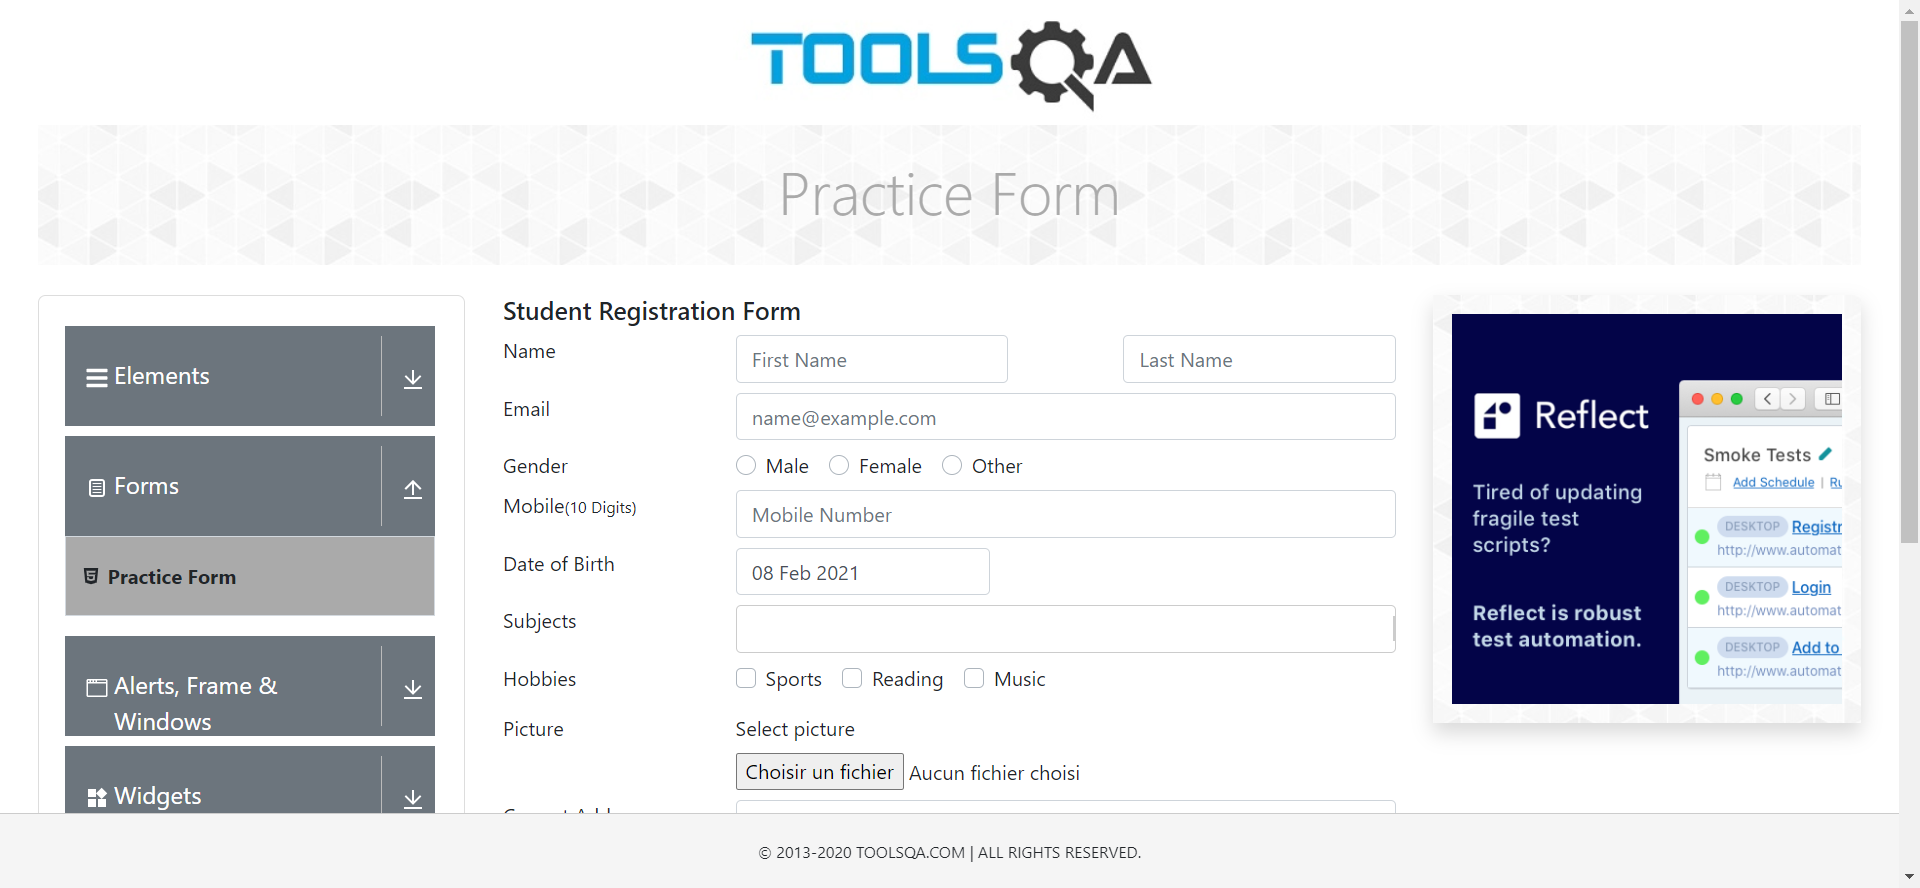 TOOLSQA
Practice Form
Elements
Forms
Practice Form
Alerts, Frame &
Windows
Widgets
Student Registration Form
Name
First Name
Last Name
Email
name@example.com
Gender
Male
Female
Other
Mobile(10 Digits)
Mobile Number
Date of Birth
08 Feb 2021
Subjects
Hobbies
Sports
Reading
Music
Picture
Select picture
Choisir un fichier Aucun fichier choisi
Reflect
Tired of updating
fragile test
scripts?
Reflect is robust
test automation.
Smoke Tests
Add Schedule | Ru
DESKTOP Registr
http://www.automat
DESKTOP Login
http://www.automat
DESKTOP Add to
http://www.automat
© 2013-2020 TOOLSQA.COM | ALL RIGHTS RESERVED.